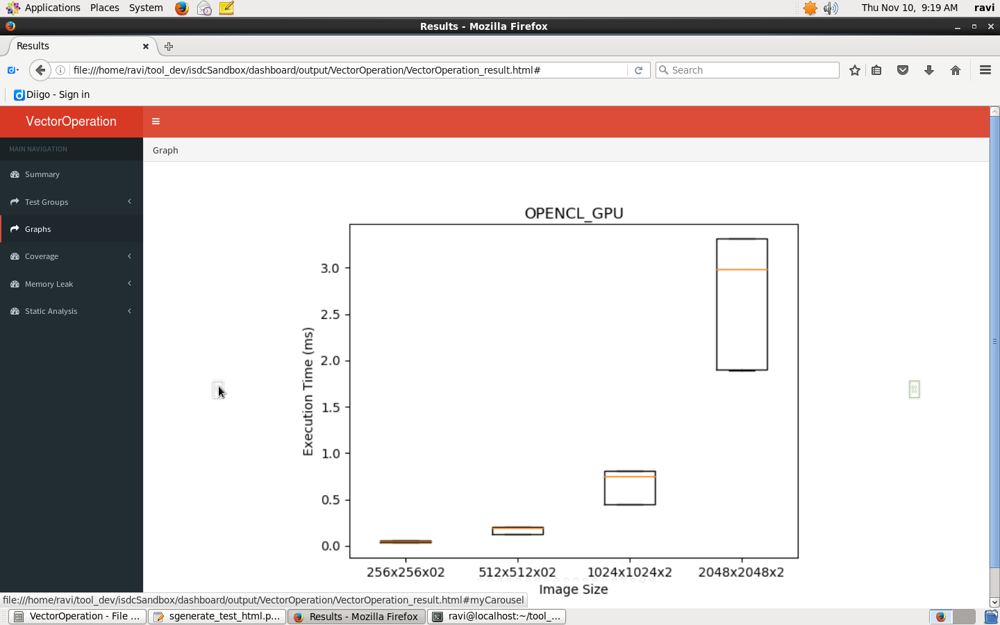 Applications Places System Thu Nov 10, 9:19 AM ravi
Results - Mozilla Firefox
Results
file:///home/ravi/tool_dev/isdcSandbox/dashboard/output/VectorOperation/VectorOperation_result.html#
Search
Diigo - Sign in
VectorOperation
MAIN NAVIGATION
Graph
Summary
Test Groups
Graphs
Coverage
Memory Leak
Static Analysis
OPENCL_GPU
3.0
2.5
2.0
1.5
1.0
0.5
0.0
Execution Time (ms)
256x256x02 512x512x02 1024x1024x2 2048x2048x2
Image Size
file:///home/ravi/tool_dev/isdcSandbox/dashboard/output/VectorOperation/VectorOperation_result.html#myCarousel
VectorOperation - File ... sgenerate_test_html.p... Results - Mozilla Firefox ravi@localhost:~/tool_...